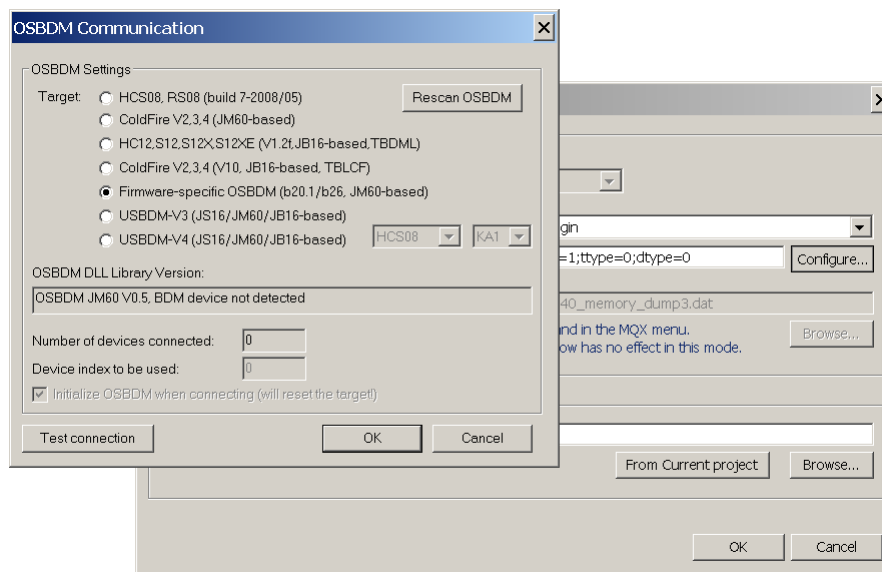 OSBDM Communication
OSBDM Settings
Target:
HCS08, RS08 (build 7-2008/05)
Rescan OSBDM
ColdFire V2,3,4 (JM60-based)
HC12,S12,S12X,S12XE (V1.2f,JB16-based,TBDML)
ColdFire V2,3,4 (V10, JB16-based, TBLCF)
Firmware-specific OSBDM (b20.1/b26, JM60-based)
USBDM-V3 (JS16/JM60/JB16-based)
USBDM-V4 (JS16/JM60/JB16-based)
HCS08
KA1
OSBDM DLL Library Version:
OSBDM JM60 V0.5, BDM device not detected
Number of devices connected:
0
Device index to be used:
0
Initialize OSBDM when connecting (will reset the target!)
Test connection
OK
Cancel
gin
=1;ttype=0;dtype=0
Configure...
40_memory_dump3.dat
and in the MQX menu.
ow has no effect in this mode.
Browse...
From Current project
Browse...
OK
Cancel